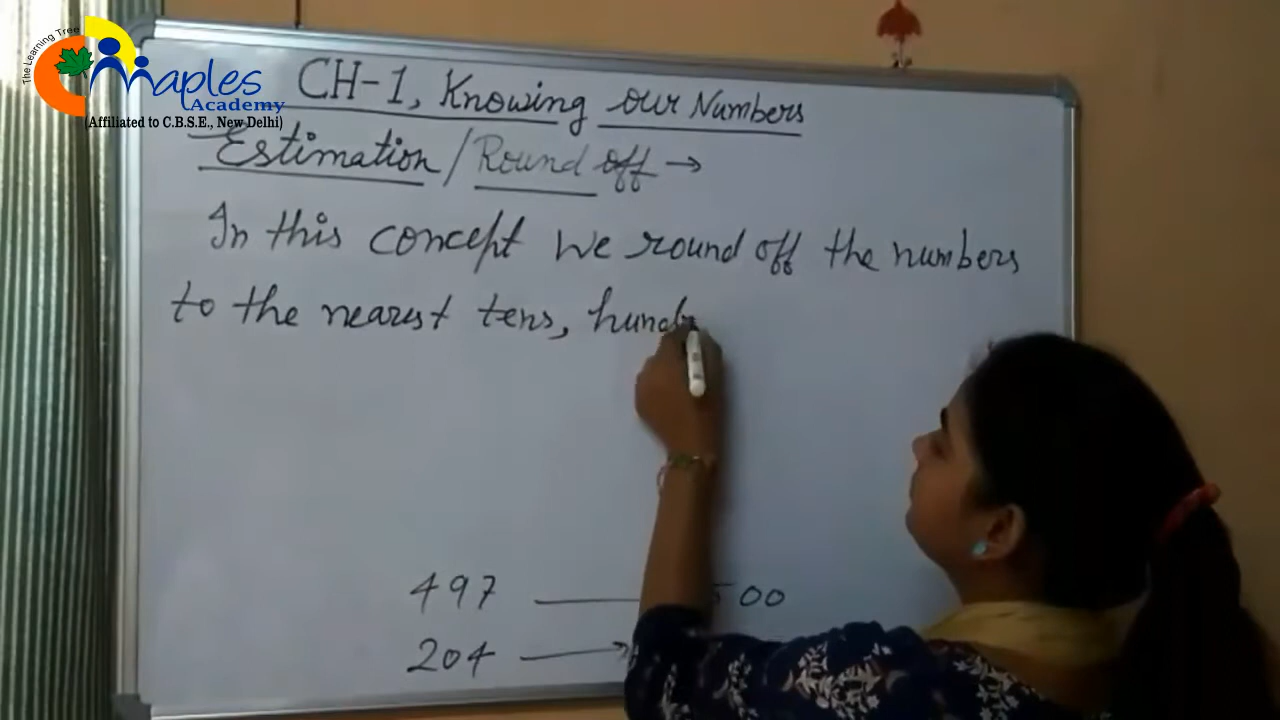 The Learning Tree
Maples
Academy
(Affiliated to C.B.S.E., New Delhi)
CH-1, Knowing our Numbers
Estimation / Round off →
In this concept we round off the numbers
to the nearest tens, hundr
497 — 500
204 →